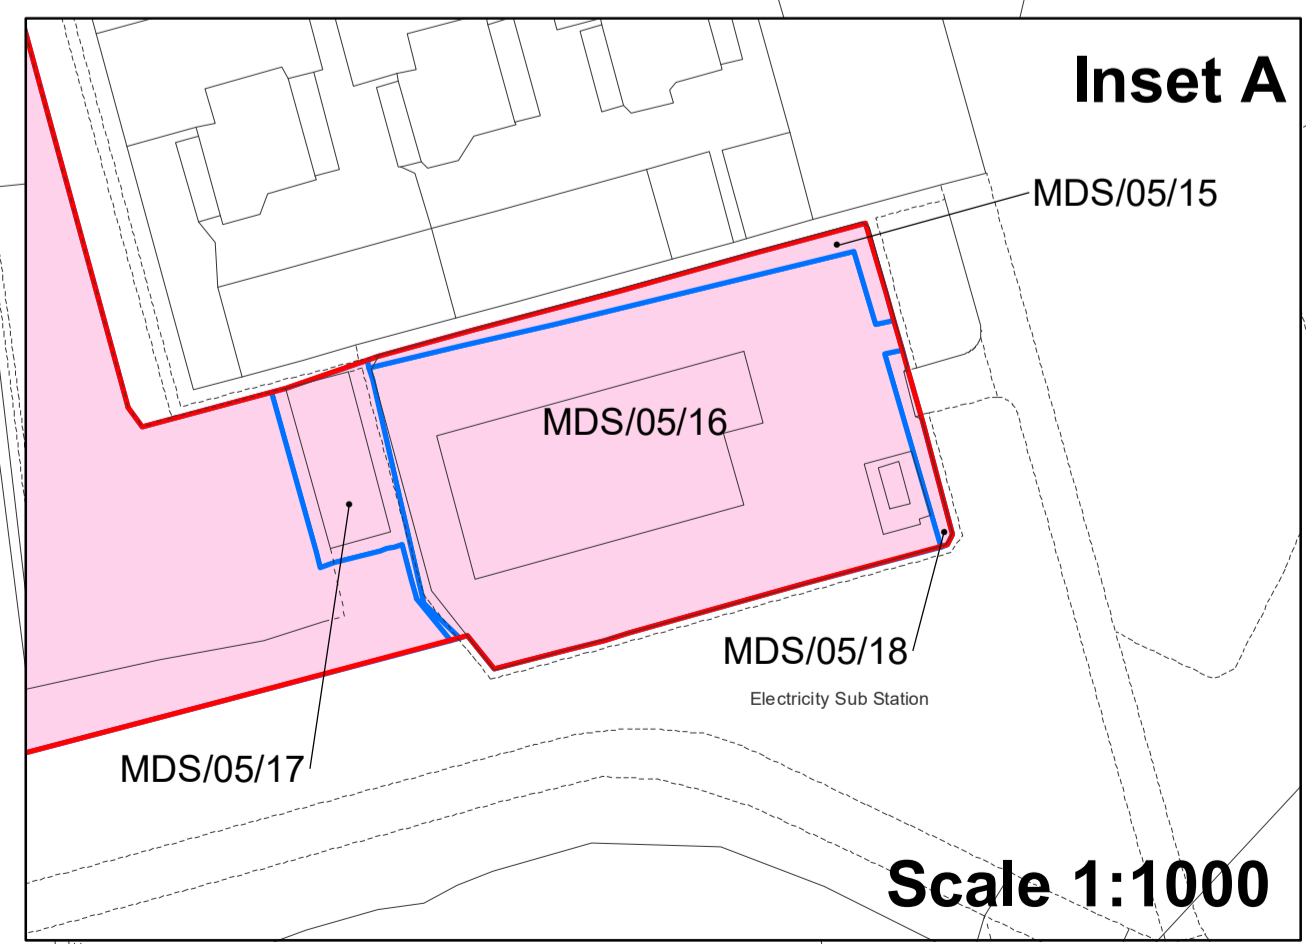 Inset A
MDS/05/15
MDS/05/16
MDS/05/18
Electricity Sub Station
MDS/05/17
Scale 1:1000